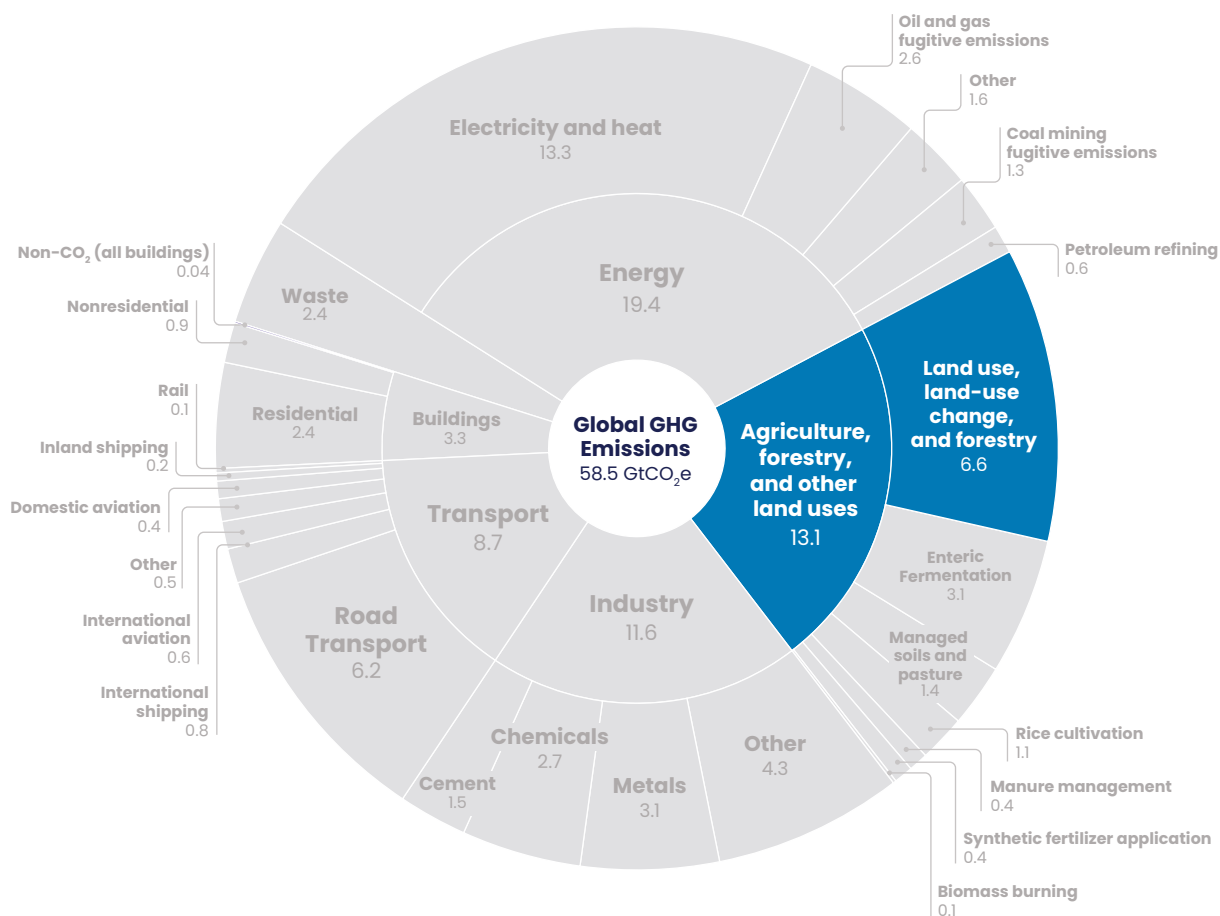 Oil and gas
fugitive emissions
2.6
Other
1.6
Coal mining
fugitive emissions
1.3
Petroleum refining
0.6
Electricity and heat
13.3
Energy
19.4
Waste
2.4
Non-CO₂ (all buildings)
0.04
Nonresidential
0.9
Residential
2.4
Buildings
3.3
Rail
0.1
Inland shipping
0.2
Domestic aviation
0.4
Other
0.5
International
aviation
0.6
International
shipping
0.8
Transport
8.7
Road
Transport
6.2
Global GHG
Emissions
58.5 GtCO₂e
Agriculture,
forestry,
and other
land uses
13.1
Land use,
land-use
change,
and forestry
6.6
Enteric
Fermentation
3.1
Managed
soils and
pasture
1.4
Rice cultivation
1.1
Manure management
0.4
Synthetic fertilizer application
0.4
Biomass burning
0.1
Industry
11.6
Cement
1.5
Chemicals
2.7
Metals
3.1
Other
4.3